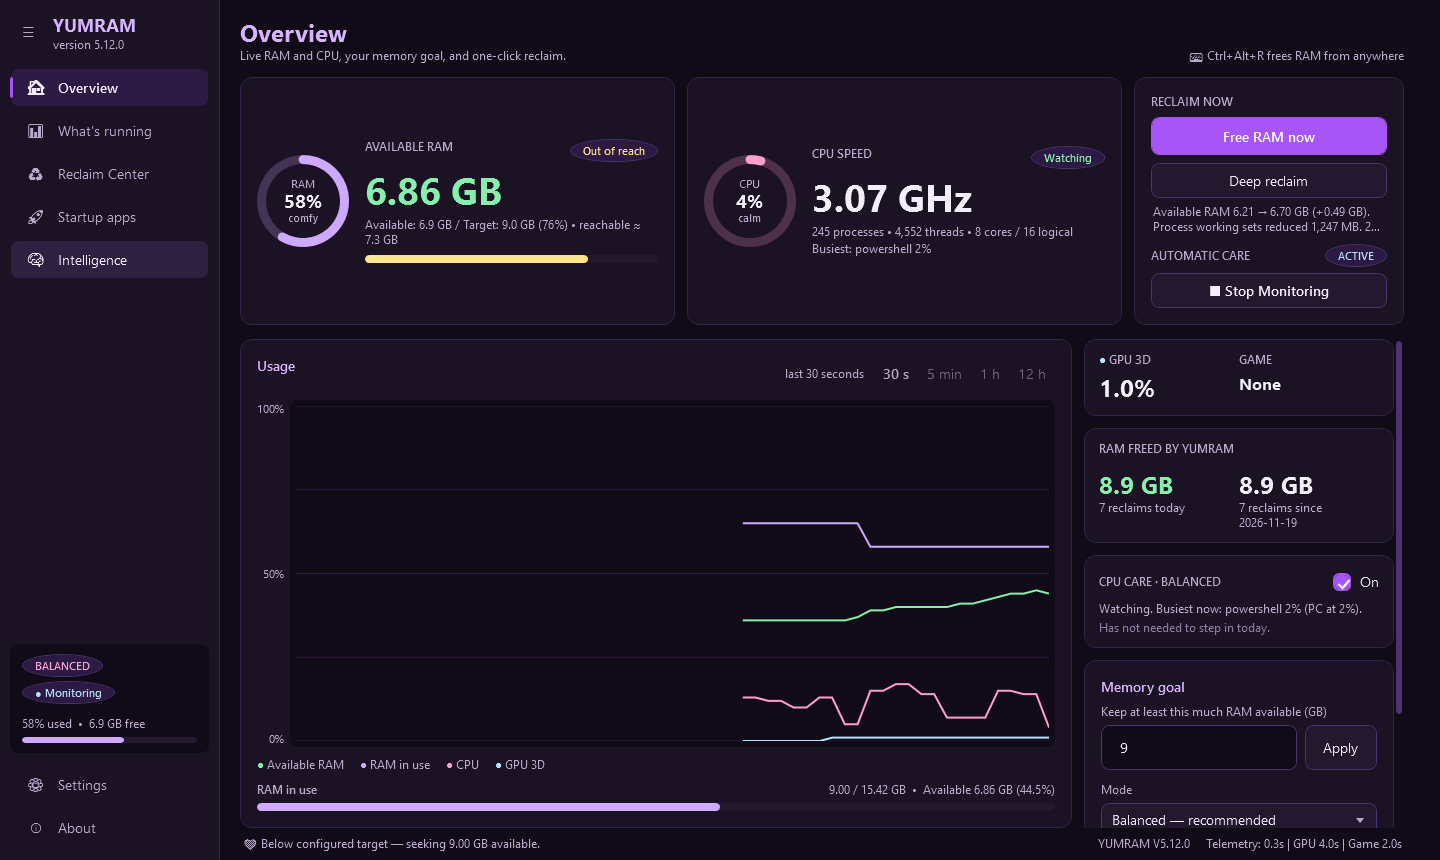 ☰ YUMRAM
version 5.12.0
Overview
What's running
Reclaim Center
Startup apps
Intelligence
BALANCED
● Monitoring
58% used • 6.9 GB free
Settings
About
Overview
Live RAM and CPU, your memory goal, and one-click reclaim.
Ctrl+Alt+R frees RAM from anywhere
RAM
58%
comfy
AVAILABLE RAM
Out of reach
6.86 GB
Available: 6.9 GB / Target: 9.0 GB (76%) • reachable ≈
7.3 GB
CPU
4%
calm
CPU SPEED
Watching
3.07 GHz
245 processes • 4,552 threads • 8 cores / 16 logical
Busiest: powershell 2%
RECLAIM NOW
Free RAM now
Deep reclaim
Available RAM 6.21 → 6.70 GB (+0.49 GB).
Process working sets reduced 1,247 MB. 2...
AUTOMATIC CARE
ACTIVE
■ Stop Monitoring
Usage
last 30 seconds 30 s 5 min 1 h 12 h
100%
50%
0%
● Available RAM ● RAM in use ● CPU ● GPU 3D
RAM in use
9.00 / 15.42 GB • Available 6.86 GB (44.5%)
● GPU 3D
1.0%
GAME
None
RAM FREED BY YUMRAM
8.9 GB
7 reclaims today
8.9 GB
7 reclaims since
2026-11-19
CPU CARE · BALANCED
On
Watching. Busiest now: powershell 2% (PC at 2%).
Has not needed to step in today.
Memory goal
Keep at least this much RAM available (GB)
9
Apply
Mode
Balanced — recommended
Below configured target — seeking 9.00 GB available.
YUMRAM V5.12.0 Telemetry: 0.3s | GPU 4.0s | Game 2.0s